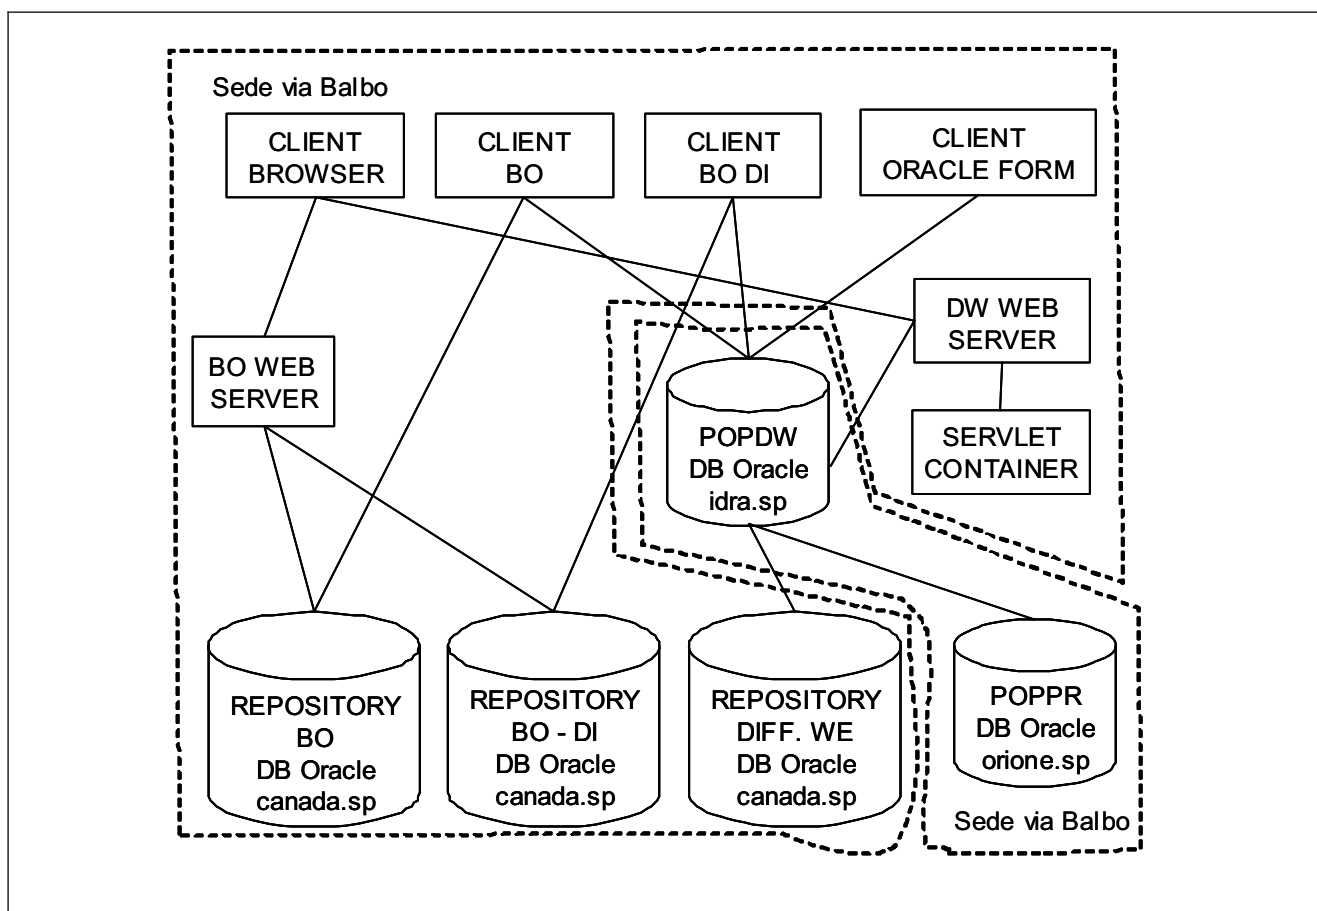 Sede via Balbo
CLIENT
BROWSER
CLIENT
BO
CLIENT
BO DI
CLIENT
ORACLE FORM
DW WEB
SERVER
BO WEB
SERVER
POPDW
DB Oracle
idra.sp
SERVLET
CONTAINER
REPOSITORY
BO
DB Oracle
canada.sp
REPOSITORY
BO - DI
DB Oracle
canada.sp
REPOSITORY
DIFF. WE
DB Oracle
canada.sp
POPPR
DB Oracle
orione.sp
Sede via Balbo